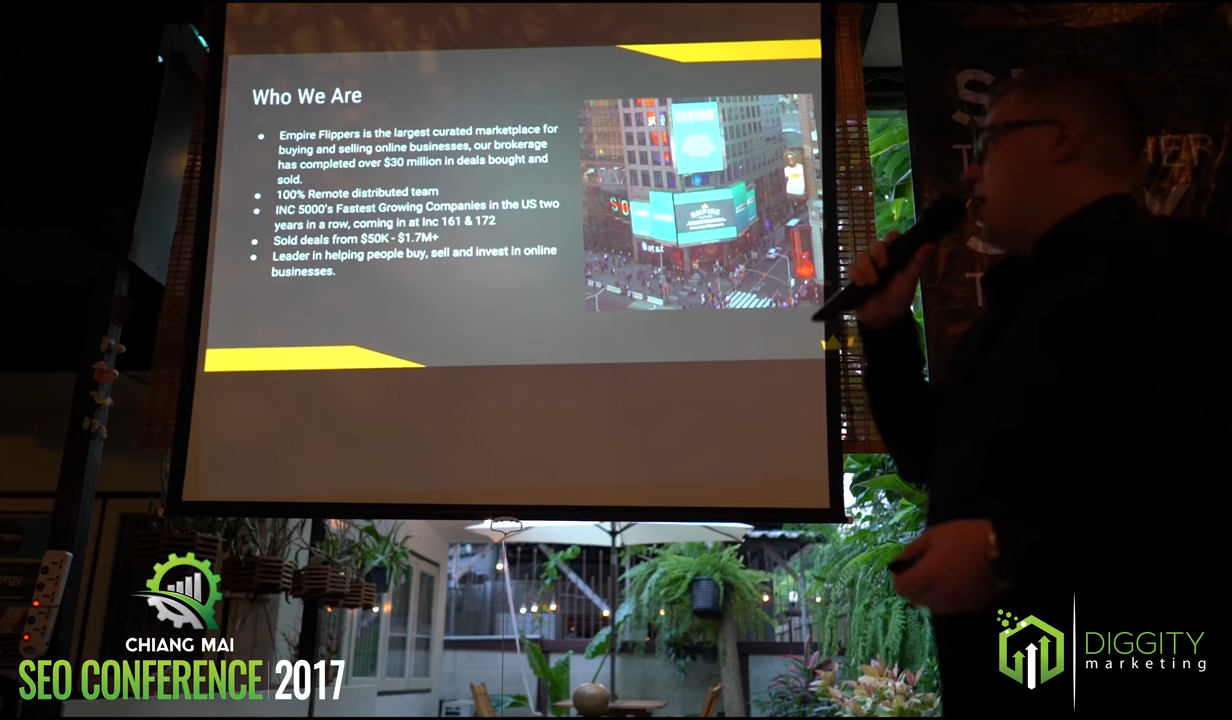 Who We Are
Empire Flippers is the largest curated marketplace for
buying and selling online businesses, our brokerage
has completed over $30 million in deals bought and
sold.
100% Remote distributed team
INC 5000's Fastest Growing Companies in the US two
years in a row, coming in at Inc 161 & 172
Sold deals from $50K - $1.7M+
Leader in helping people buy, sell and invest in online
businesses.
EMPIRE
at&t
CHIANG MAI
SEO CONFERENCE 2017
DIGGITY
marketing